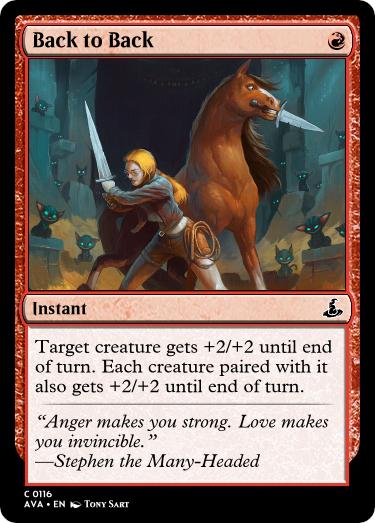 Back to Back
Instant
Target creature gets +2/+2 until end
of turn. Each creature paired with it
also gets +2/+2 until end of turn.
“Anger makes you strong. Love makes
you invincible.”
—Stephen the Many-Headed
C 0116
AVA • EN Tony Sart